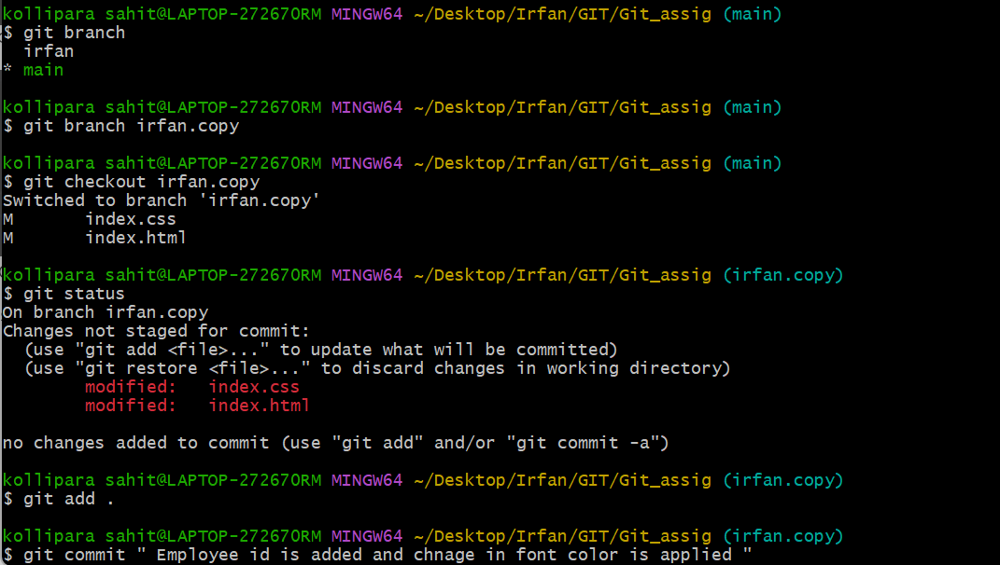 kollipara sahit@LAPTOP-27267ORM MINGW64 ~/Desktop/Irfan/GIT/Git_assig (main)
$ git branch
  irfan
* main

kollipara sahit@LAPTOP-27267ORM MINGW64 ~/Desktop/Irfan/GIT/Git_assig (main)
$ git branch irfan.copy

kollipara sahit@LAPTOP-27267ORM MINGW64 ~/Desktop/Irfan/GIT/Git_assig (main)
$ git checkout irfan.copy
Switched to branch 'irfan.copy'
M       index.css
M       index.html

kollipara sahit@LAPTOP-27267ORM MINGW64 ~/Desktop/Irfan/GIT/Git_assig (irfan.copy)
$ git status
On branch irfan.copy
Changes not staged for commit:
  (use "git add <file>..." to update what will be committed)
  (use "git restore <file>..." to discard changes in working directory)
        modified:   index.css
        modified:   index.html

no changes added to commit (use "git add" and/or "git commit -a")

kollipara sahit@LAPTOP-27267ORM MINGW64 ~/Desktop/Irfan/GIT/Git_assig (irfan.copy)
$ git add .

kollipara sahit@LAPTOP-27267ORM MINGW64 ~/Desktop/Irfan/GIT/Git_assig (irfan.copy)
$ git commit " Employee id is added and chnage in font color is applied "